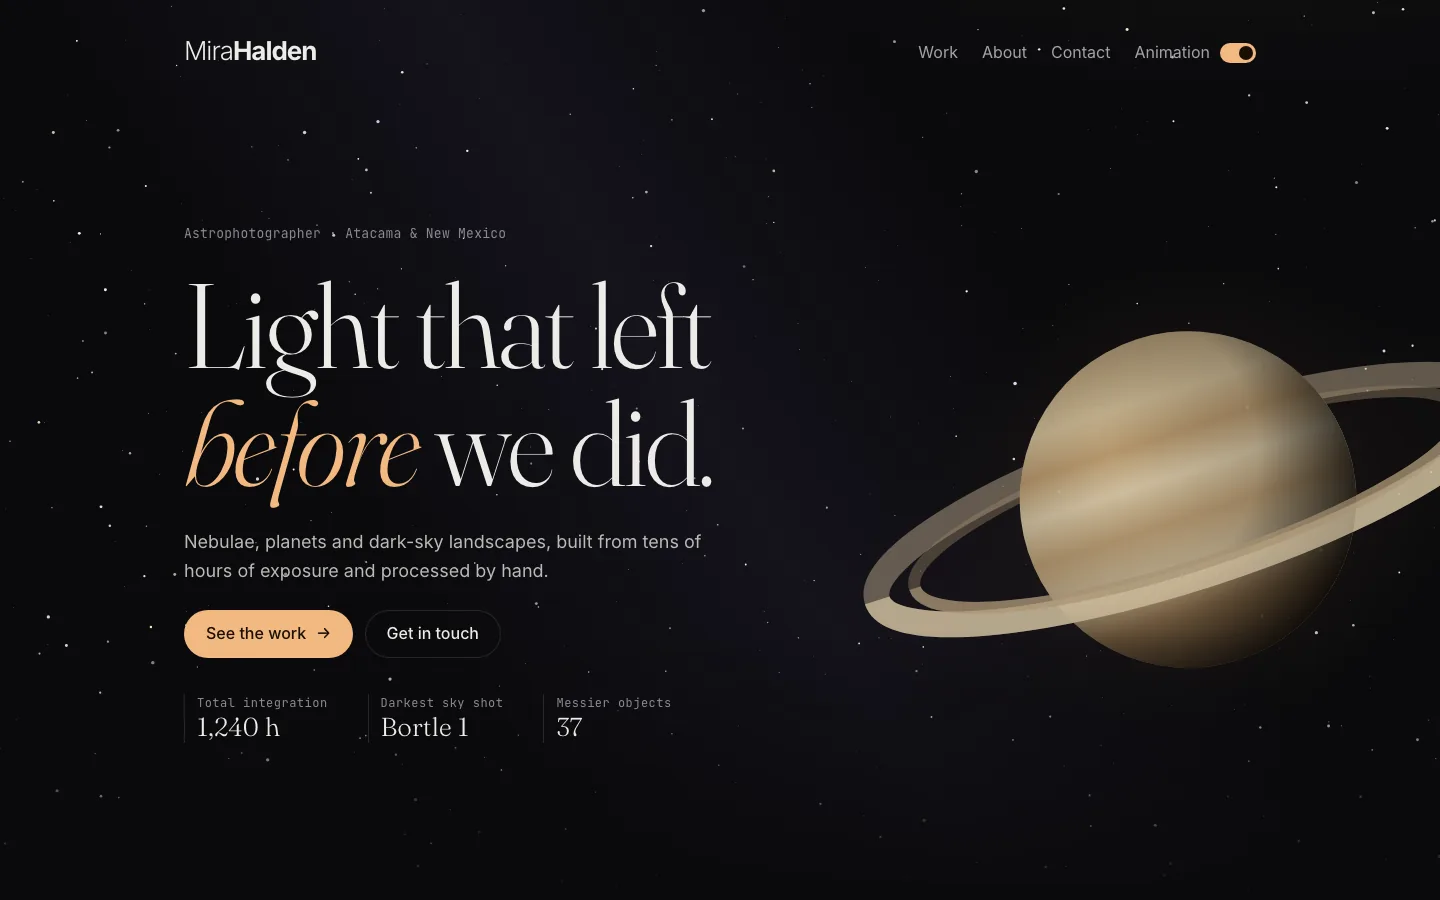 MiraHalden
Work About Contact Animation
Astrophotographer · Atacama & New Mexico
Light that left
before we did.
Nebulae, planets and dark-sky landscapes, built from tens of
hours of exposure and processed by hand.
See the work →
Get in touch
Total integration
1,240 h
Darkest sky shot
Bortle 1
Messier objects
37